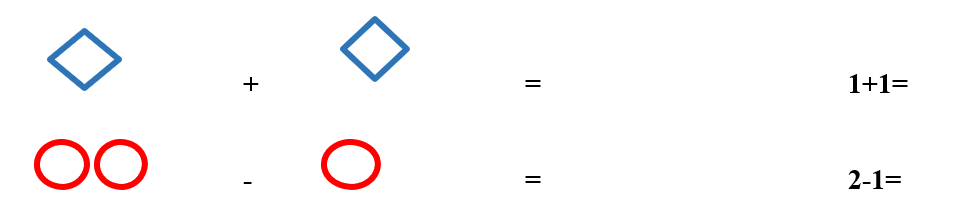 + = 1+1=
- = 2-1=